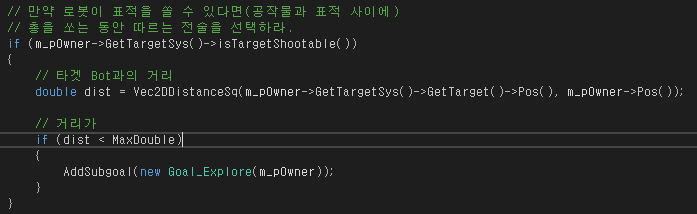 // 만약 로봇이 표적을 쏠 수 있다면(공작물과 표적 사이에)
// 총을 쏘는 동안 따르는 전술을 선택하라.
if (m_pOwner->GetTargetSys()->isTargetShootable())
{
// 타겟 Bot과의 거리
double dist = Vec2DDistanceSq(m_pOwner->GetTargetSys()->GetTarget()->Pos(), m_pOwner->Pos());
// 거리가
if (dist < MaxDouble)
{
AddSubgoal(new Goal_Explore(m_pOwner));
}
}